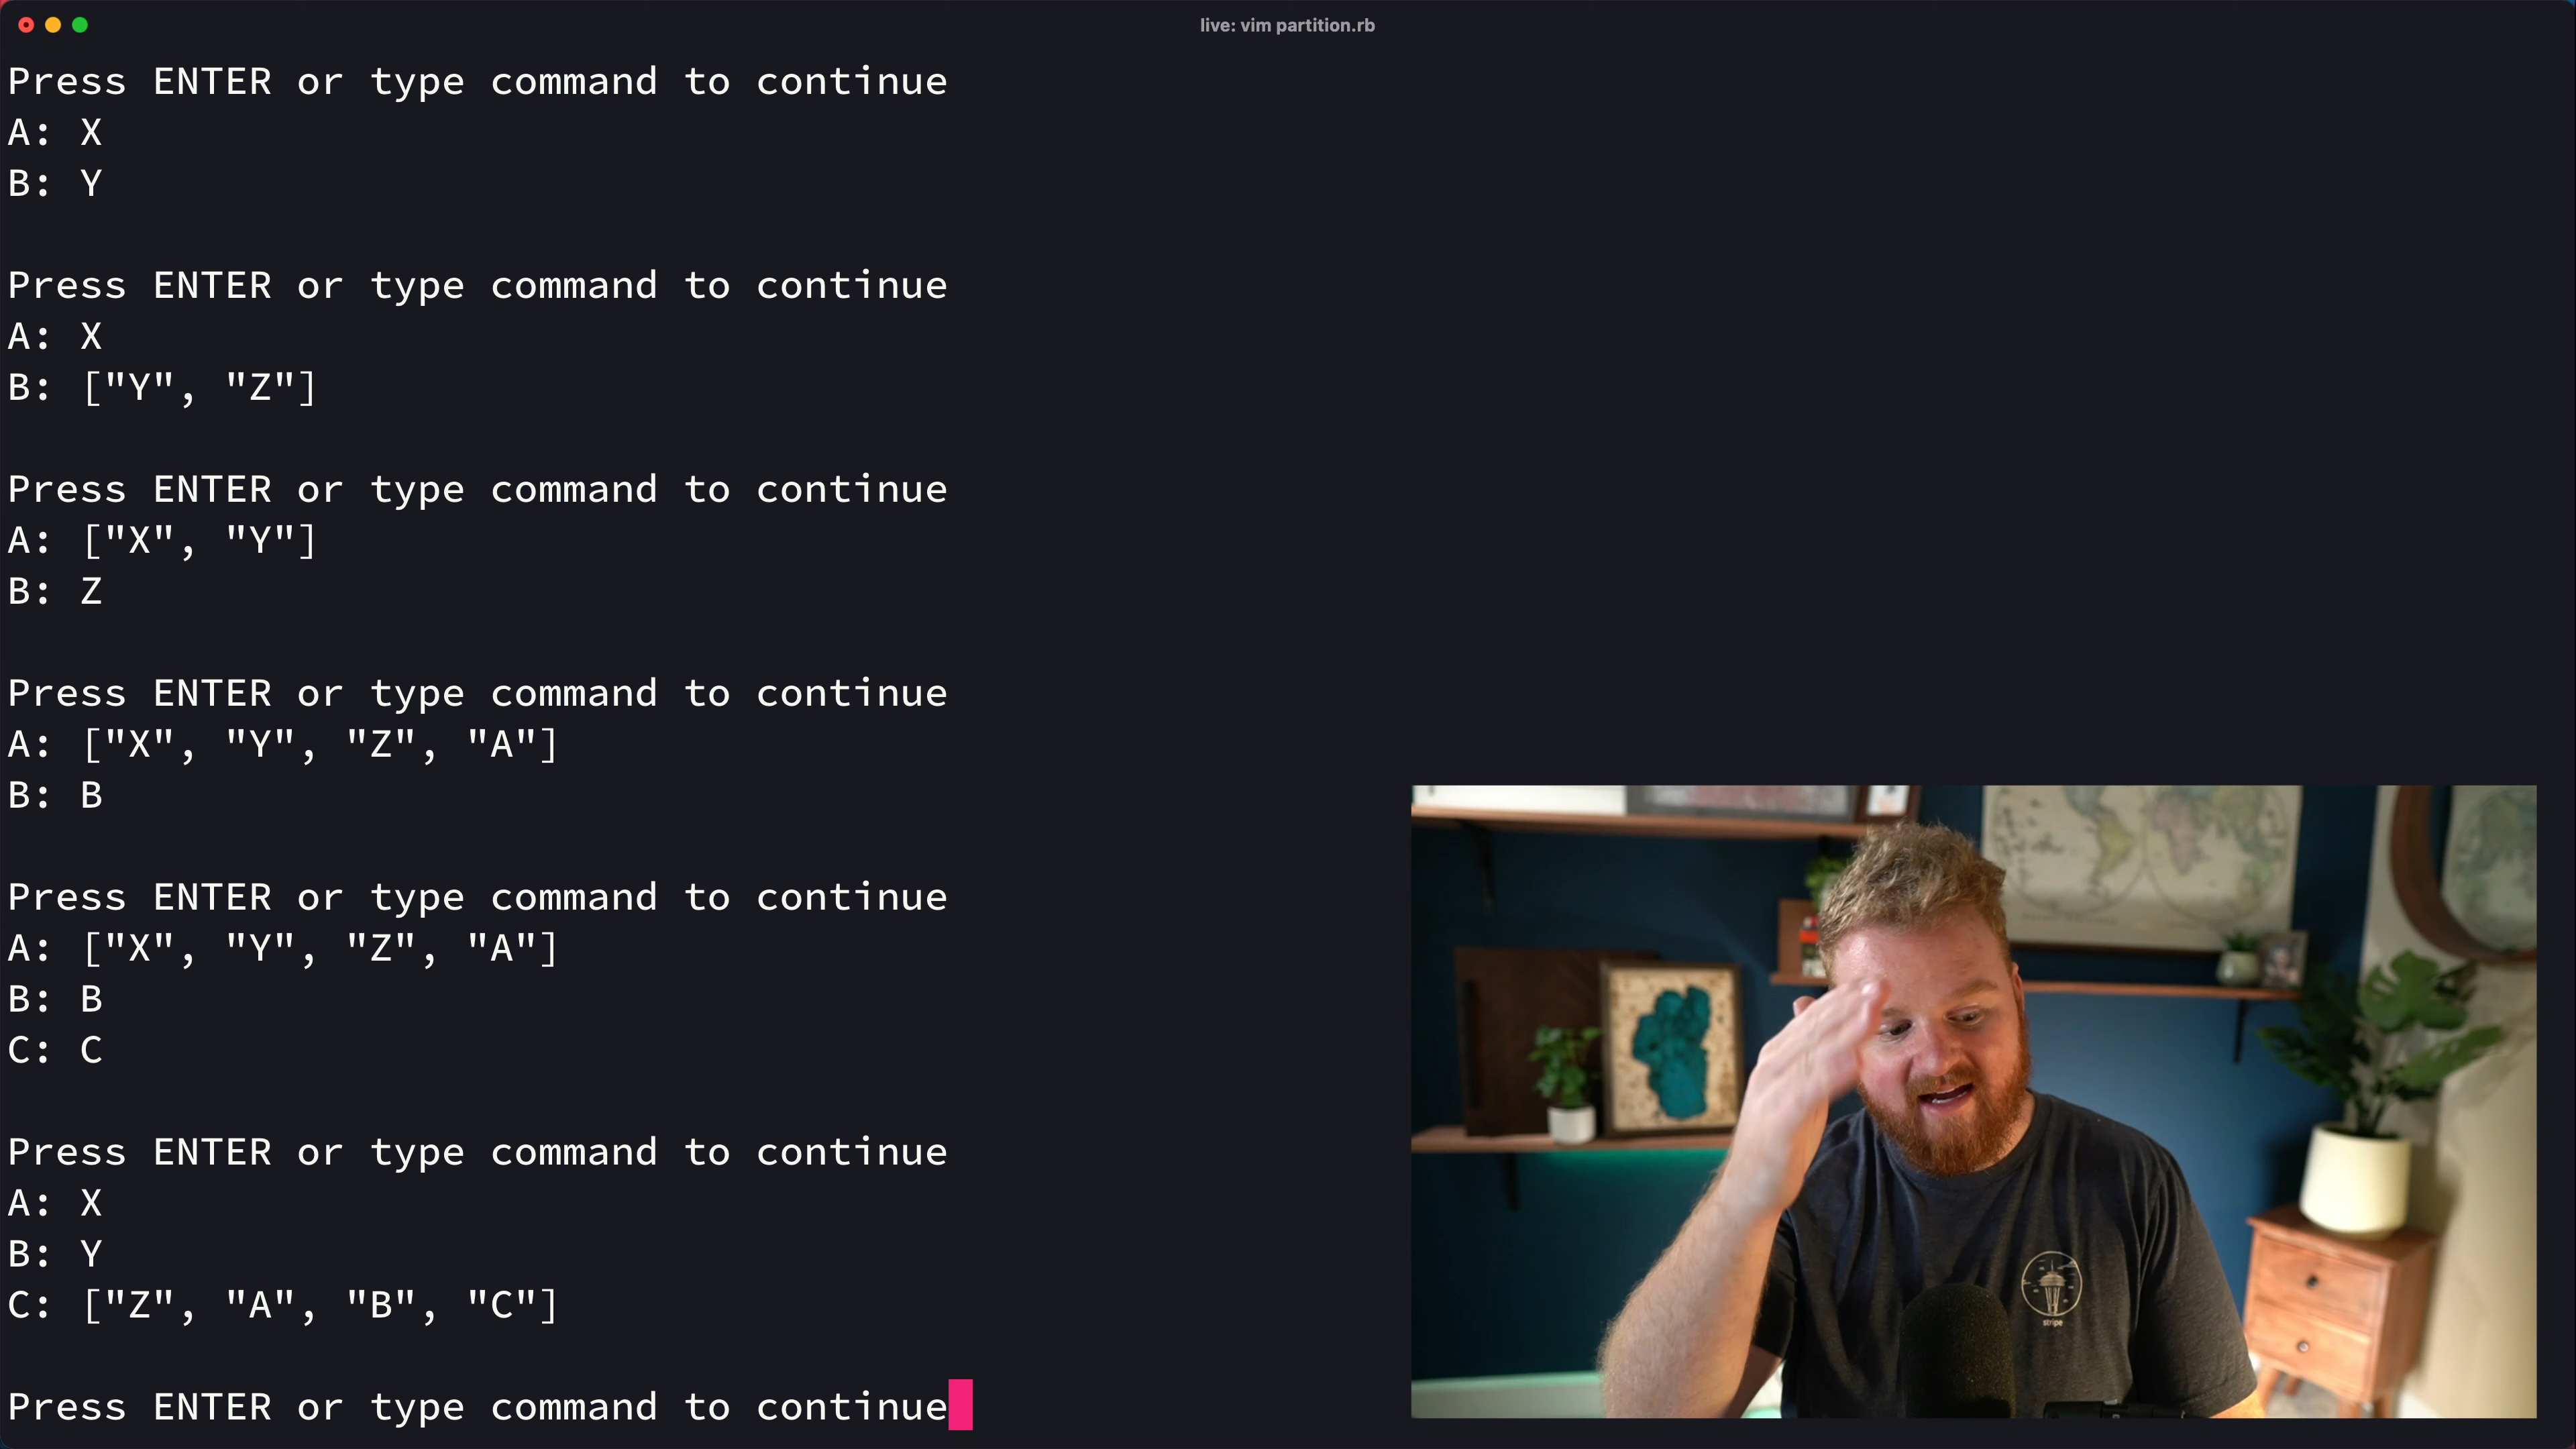 live: vim partition.rb
Press ENTER or type command to continue
A: X
B: Y
Press ENTER or type command to continue
A: X
B: ["Y", "Z"]
Press ENTER or type command to continue
A: ["X", "Y"]
B: Z
Press ENTER or type command to continue
A: ["X", "Y", "Z", "A"]
B: B
Press ENTER or type command to continue
A: ["X", "Y", "Z", "A"]
B: B
C: C
Press ENTER or type command to continue
A: X
B: Y
C: ["Z", "A", "B", "C"]
Press ENTER or type command to continue
stripe